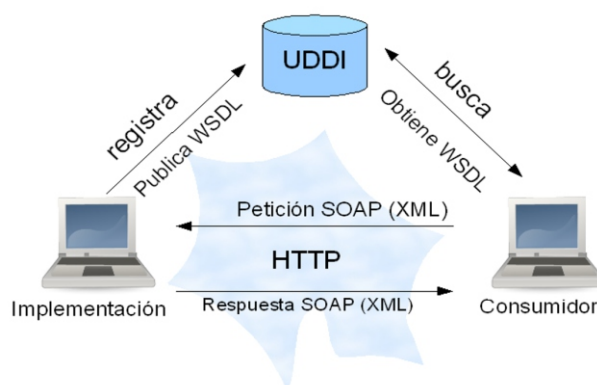 UDDI
registra
Publica WSDL
busca
Obtiene WSDL
Petición SOAP (XML)
HTTP
Respuesta SOAP (XML)
Implementación
Consumidor